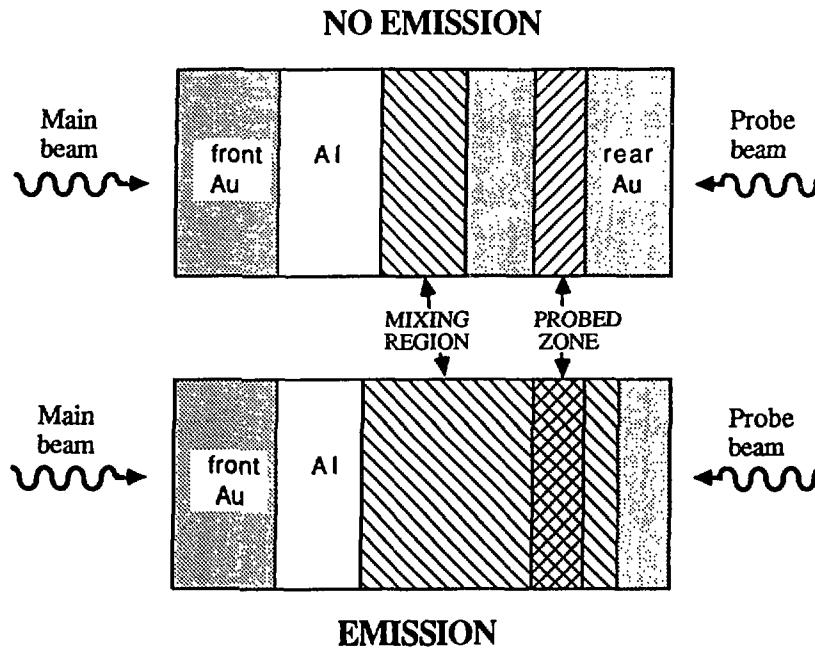 NO EMISSION
Main
beam
front
Au
Al
rear
Au
Probe
beam
MIXING
REGION
PROBED
ZONE
Main
beam
front
Au
Al
Probe
beam
EMISSION